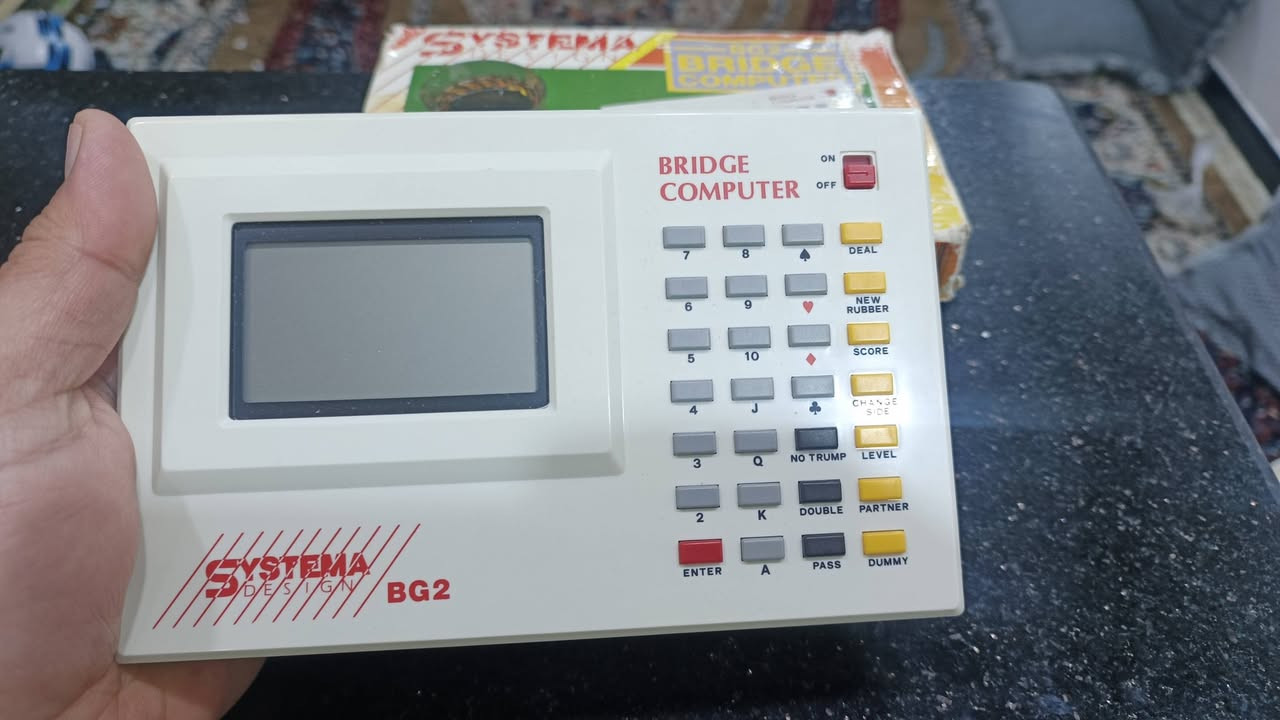 SYSTEMA
BG2
BRIDGE
COMPUTER
BRIDGE
COMPUTER
ON
OFF
7 8 ♠ DEAL
6 9 ♥ NEW RUBBER
5 10 ♦ SCORE
4 J ♣ CHANGE SIDE
3 Q NO TRUMP LEVEL
2 K DOUBLE PARTNER
ENTER A PASS DUMMY
SYSTEMA
DESIGN
BG2